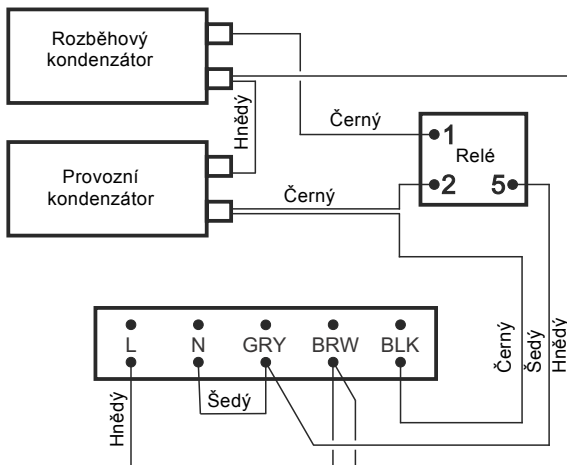 Rozběhový
kondenzátor
Hnědý
Černý
1
Relé
2
5
Provozní
kondenzátor
Černý
L
N
GRY
BRW
BLK
Hnědý
Šedý
Černý
Šedý
Hnědý